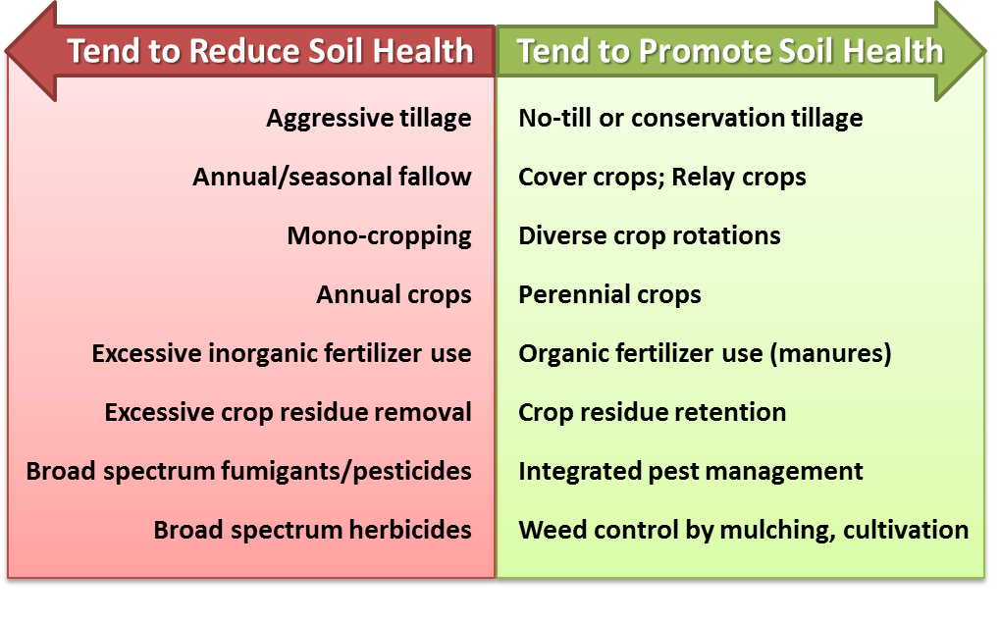 Tend to Reduce Soil Health
Tend to Promote Soil Health
Aggressive tillage
No-till or conservation tillage
Annual/seasonal fallow
Cover crops; Relay crops
Mono-cropping
Diverse crop rotations
Annual crops
Perennial crops
Excessive inorganic fertilizer use
Organic fertilizer use (manures)
Excessive crop residue removal
Crop residue retention
Broad spectrum fumigants/pesticides
Integrated pest management
Broad spectrum herbicides
Weed control by mulching, cultivation